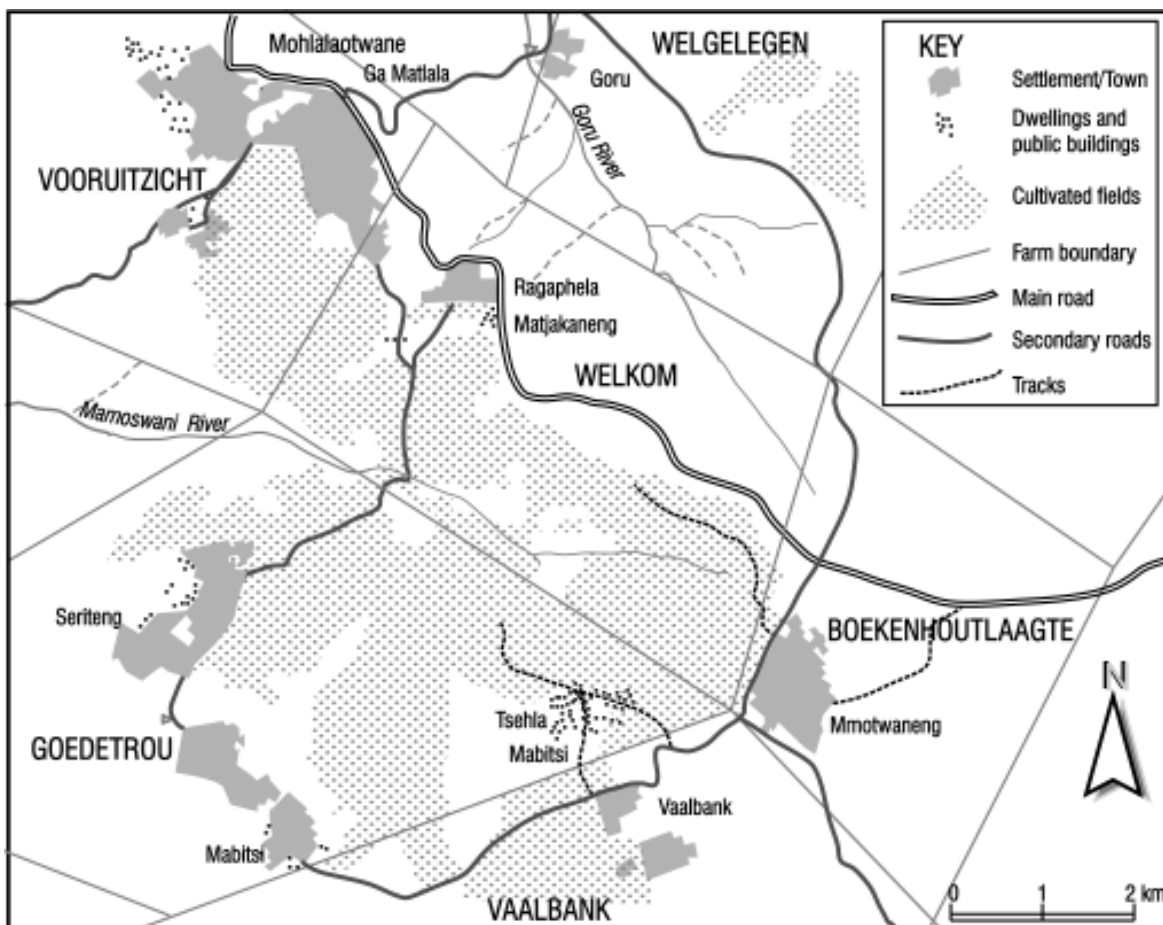 Mohlalaotwane
Ga Matlala
WELGELEGEN
Goru
Goru River
VOORUITZICHT
Ragaphela
Matjakaneng
WELKOM
Mamoswani River
Seriteng
BOEKENHOUTLAAGTE
Tsehla
Mabitsi
Mmotwaneng
GOEDETROU
Vaalbank
Mabitsi
VAALBANK
KEY
Settlement/Town
Dwellings and
public buildings
Cultivated fields
Farm boundary
Main road
Secondary roads
Tracks
N
0 1 2 km